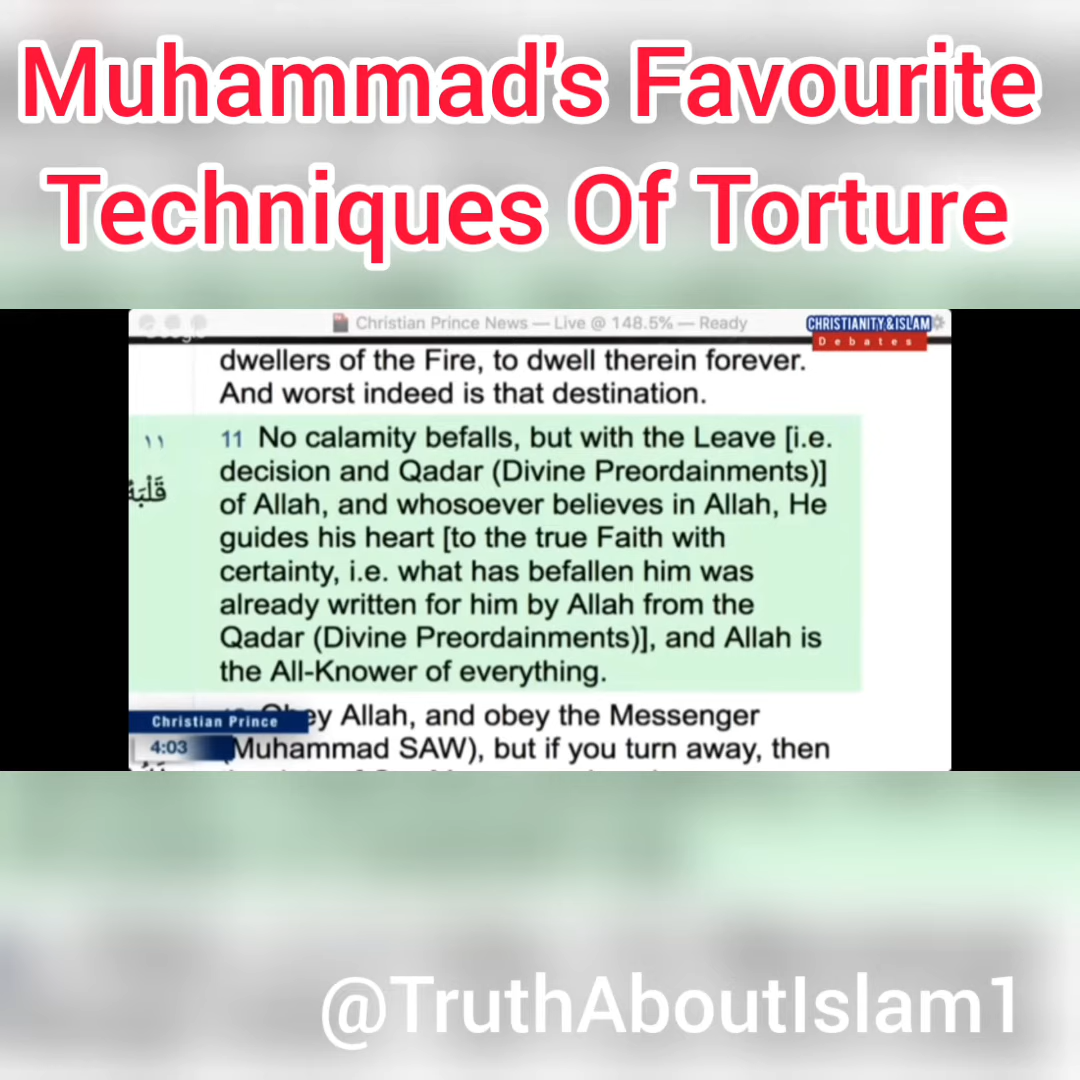 Muhammad's Favourite
Techniques Of Torture
Christian Prince News — Live @ 148.5% — Ready
CHRISTIANITY & ISLAM
Debates
dwellers of the Fire, to dwell therein forever.
And worst indeed is that destination.
١١
11 No calamity befalls, but with the Leave [i.e.
decision and Qadar (Divine Preordainments)]
قَلْبَهُ
of Allah, and whosoever believes in Allah, He
guides his heart [to the true Faith with
certainty, i.e. what has befallen him was
already written for him by Allah from the
Qadar (Divine Preordainments)], and Allah is
the All-Knower of everything.
Allah, and obey the Messenger
Christian Prince
4:03
(Muhammad SAW), but if you turn away, then
@TruthAboutIslam1